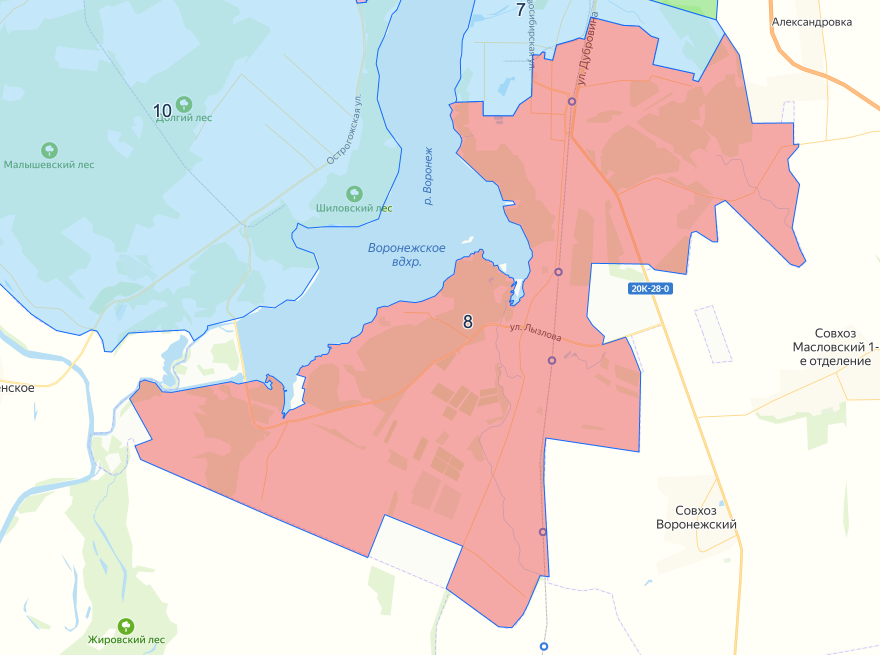 7
Александровка
ул. Дубровина
10
Долгий лес
Острогожская ул.
Малышевский лес
р. Воронеж
Шиловский лес
Воронежское
вдхр.
20К-28-0
8
ул. Лызлова
Совхоз
Масловский 1-
е отделение
Совхоз
Воронежский
Жировский лес